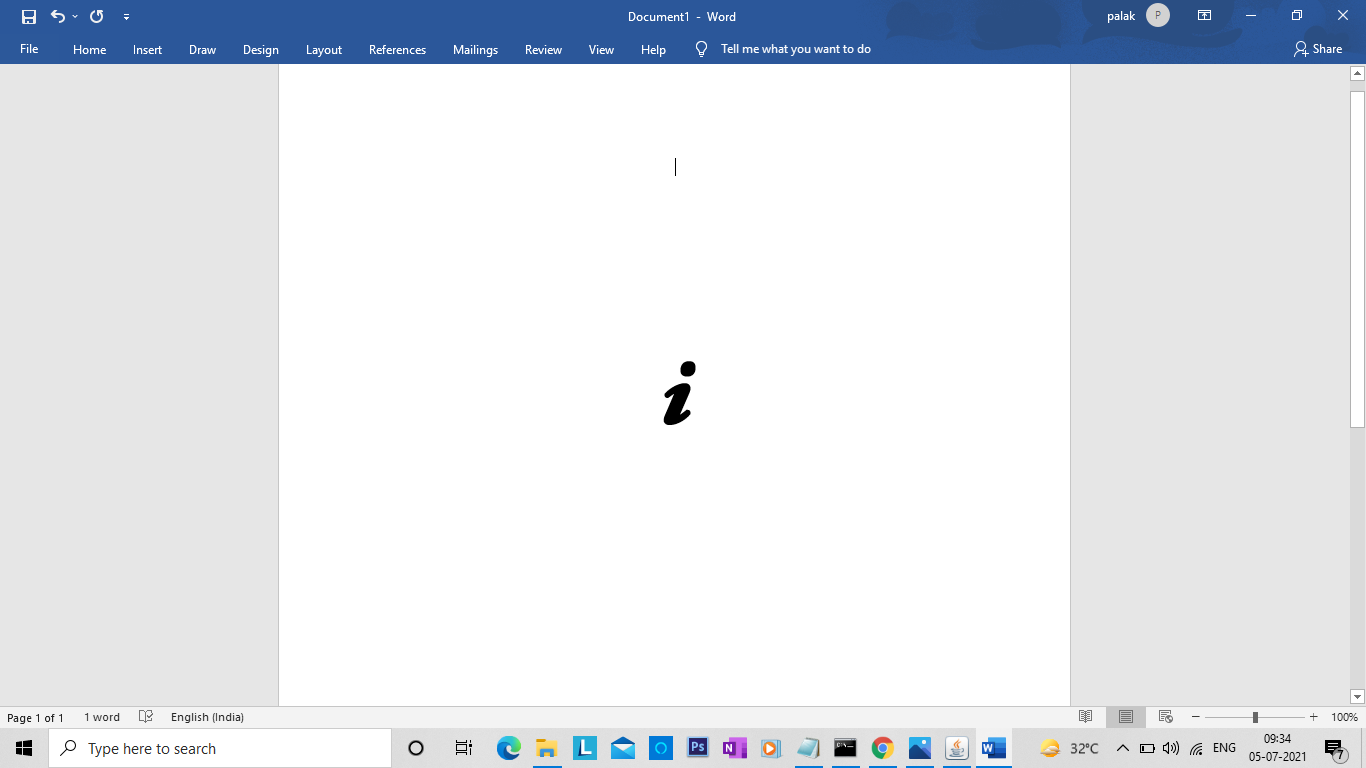 Document1 - Word
palak
P
File
Home
Insert
Draw
Design
Layout
References
Mailings
Review
View
Help
Tell me what you want to do
Share
i
Page 1 of 1
1 word
English (India)
100%
Type here to search
L
Ps
N
W
32°C
ENG
09:34
05-07-2021
7